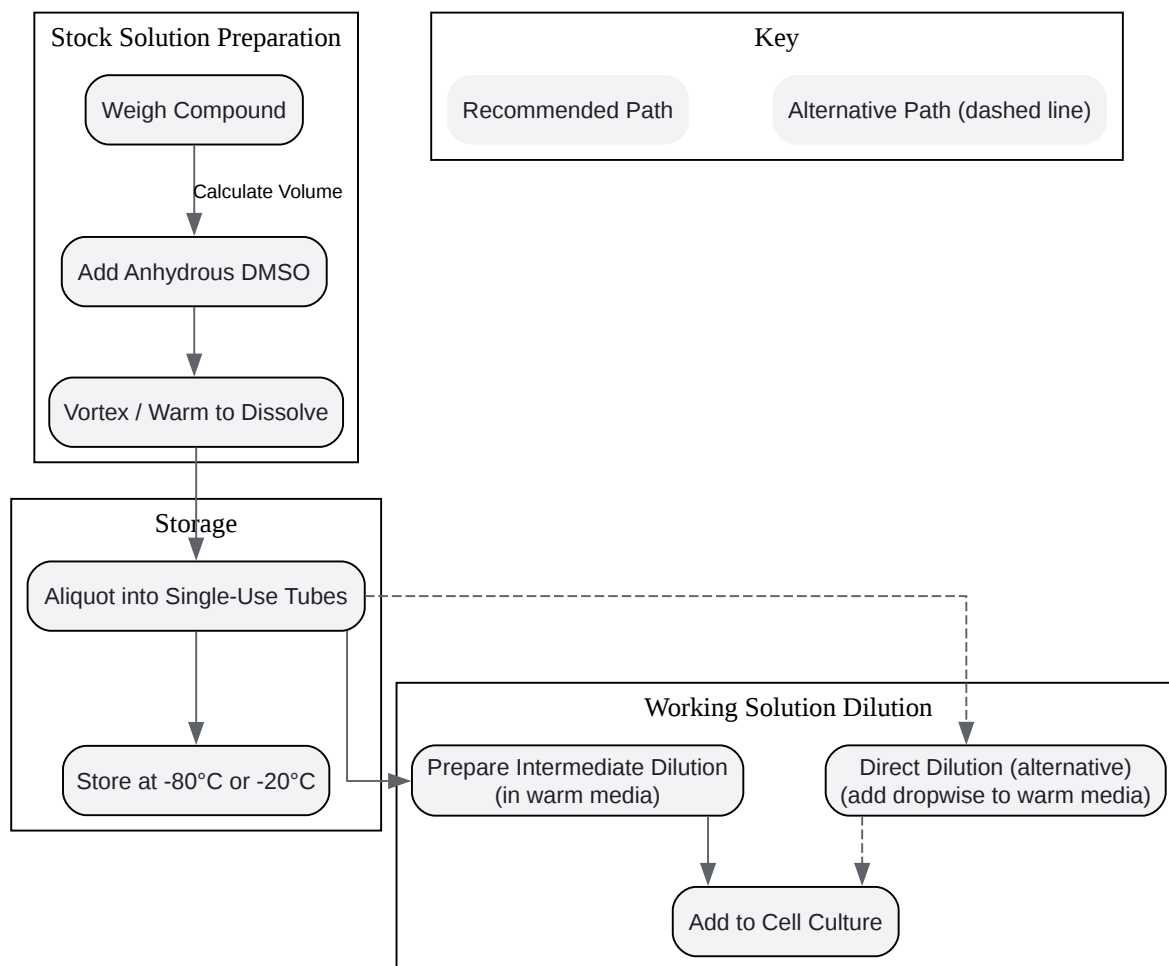 Stock Solution Preparation
Weigh Compound
Calculate Volume
Add Anhydrous DMSO
Vortex / Warm to Dissolve
Key
Recommended Path
Alternative Path (dashed line)
Storage
Aliquot into Single-Use Tubes
Store at -80°C or -20°C
Working Solution Dilution
Prepare Intermediate Dilution
(in warm media)
Direct Dilution (alternative)
(add dropwise to warm media)
Add to Cell Culture